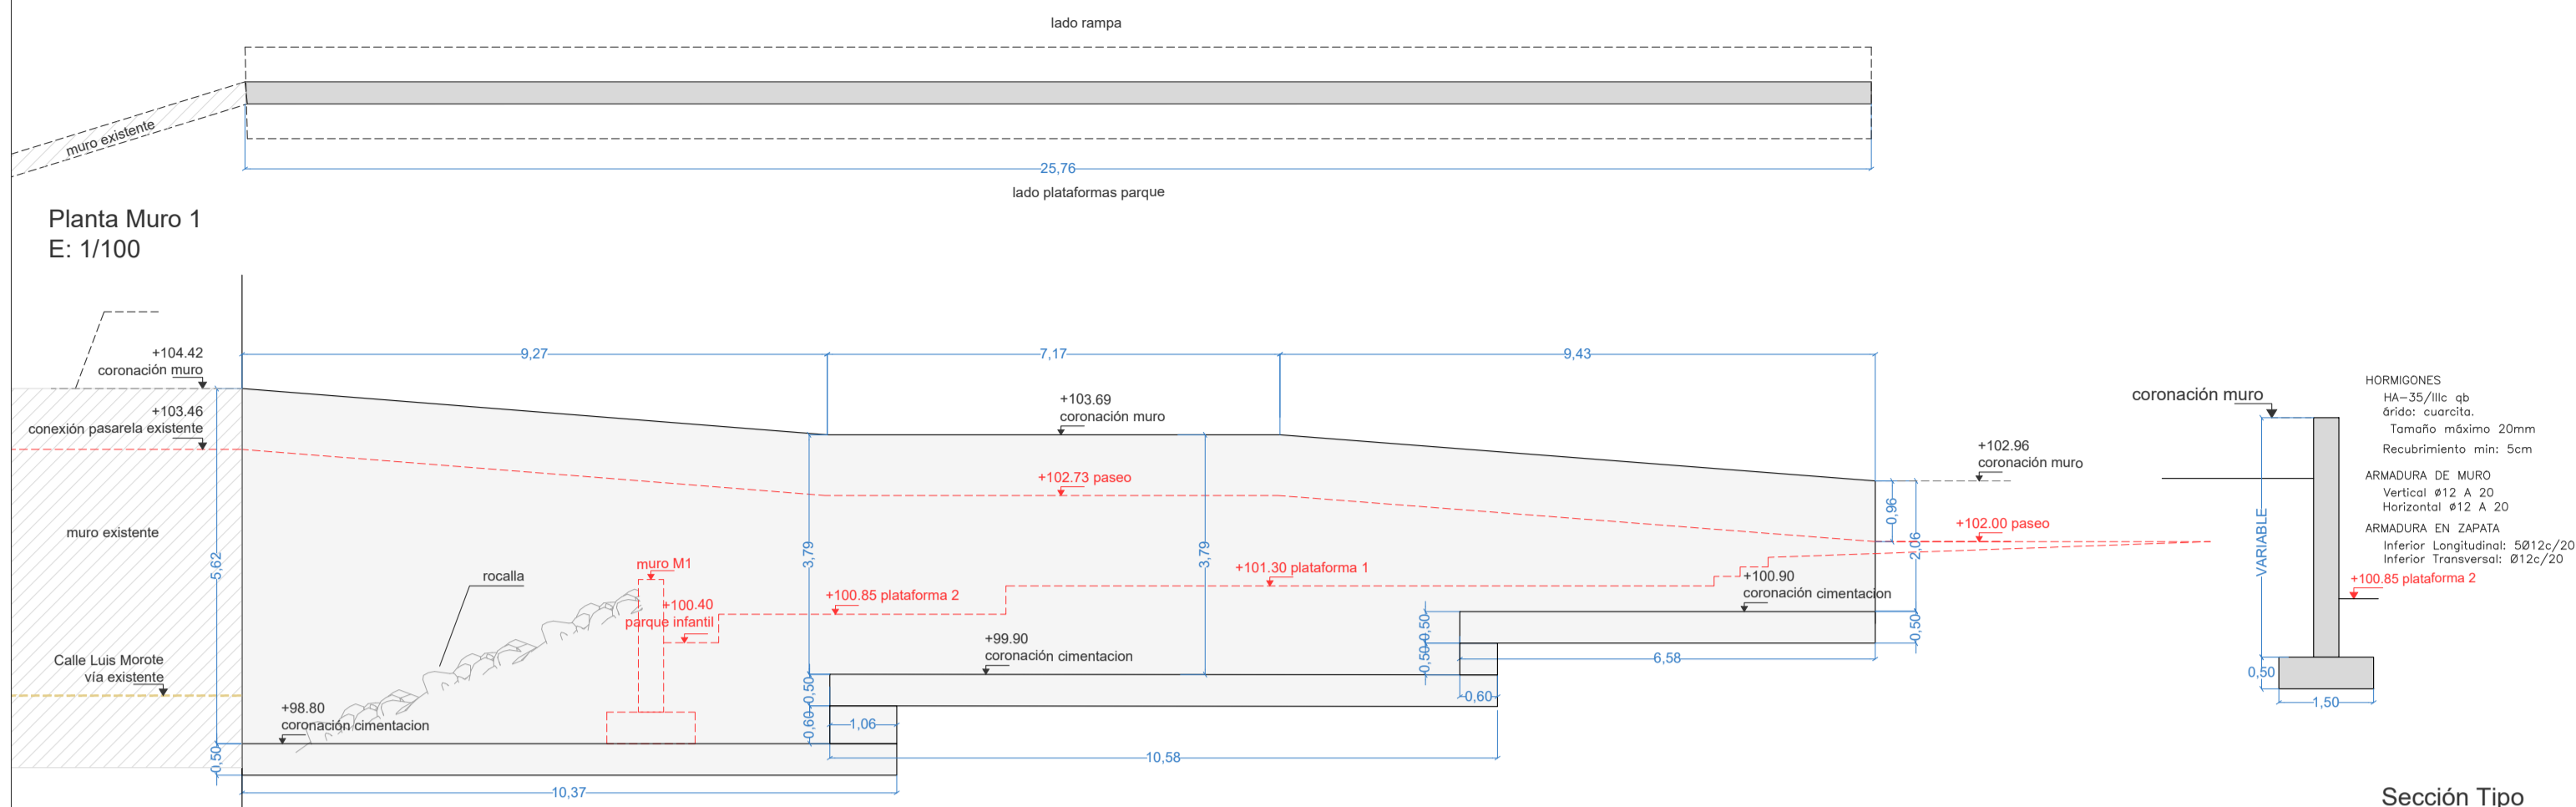 lado rampa
muro existente
25,76
lado plataformas parque
Planta Muro 1
E: 1/100
+104.42
coronación muro
+103.46
conexión pasarela existente
muro existente
Calle Luis Morote
vía existente
9,27
7,17
9,43
+103.69
coronación muro
+102.73 paseo
+102.96
coronación muro
0,96
+102.00 paseo
2,06
5,62
3,79
3,79
rocalla
muro M1
+100.40
parque infantil
+100.85 plataforma 2
+101.30 plataforma 1
+100.90
coronación cimentacion
+99.90
coronación cimentacion
0,50
0,50
0,50
6,58
0,60
0,50
0,60
1,06
+98.80
coronación cimentacion
0,50
10,58
10,37
coronación muro
VARIABLE
0,50
1,50
+100.85 plataforma 2
HORMIGONES
HA-35/IIIc qb
árido: cuarcita.
Tamaño máximo 20mm
Recubrimiento min: 5cm
ARMADURA DE MURO
Vertical Ø12 A 20
Horizontal Ø12 A 20
ARMADURA EN ZAPATA
Inferior Longitudinal: 5Ø12c/20
Inferior Transversal: Ø12c/20
Sección Tipo